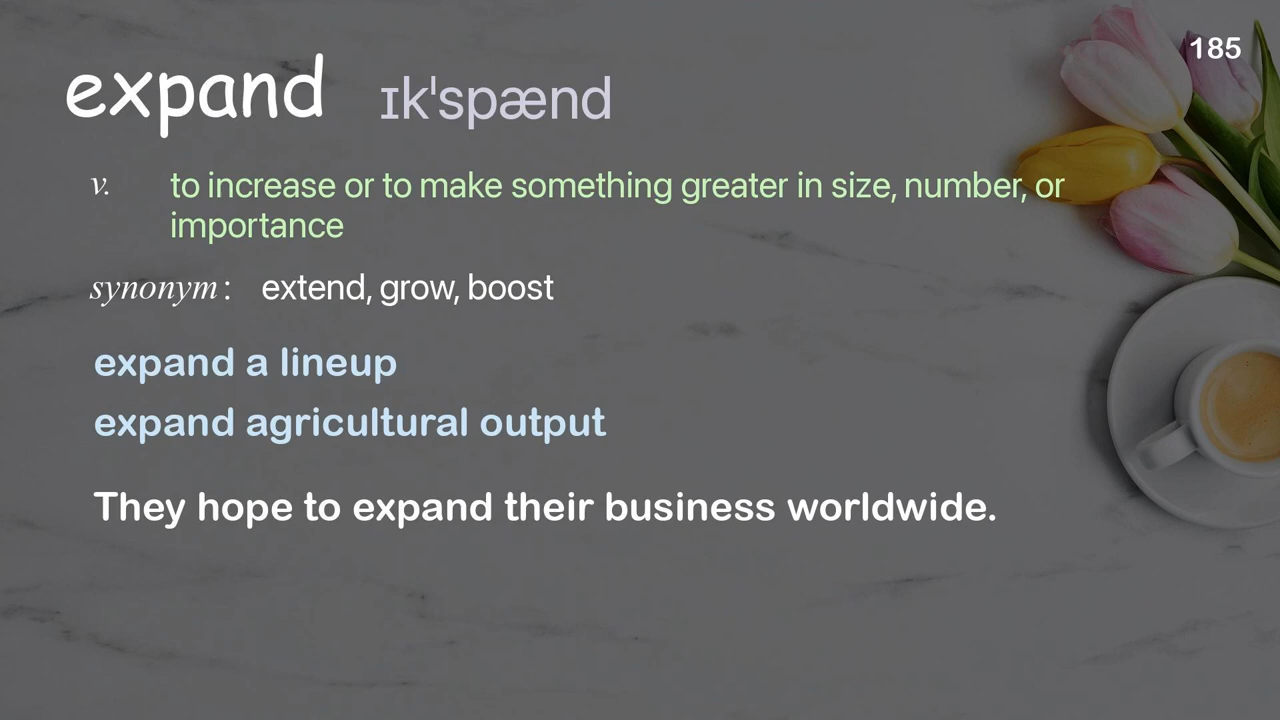 185
expand ɪkˈspænd
v. to increase or to make something greater in size, number, or
importance
synonym: extend, grow, boost
expand a lineup
expand agricultural output
They hope to expand their business worldwide.